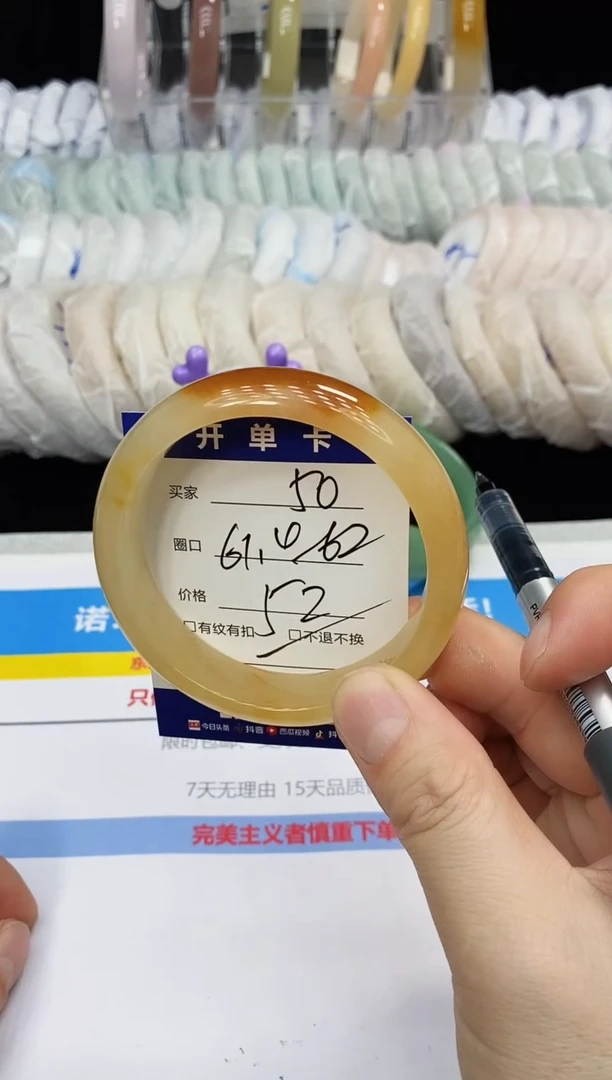 开单卡
买家 50
圈口 61.4/62
价格 52
□有纹有扣 □不退不换
今日头条 抖音 西瓜视频
诺
只
7天无理由 15天品质
完美主义者慎重下单